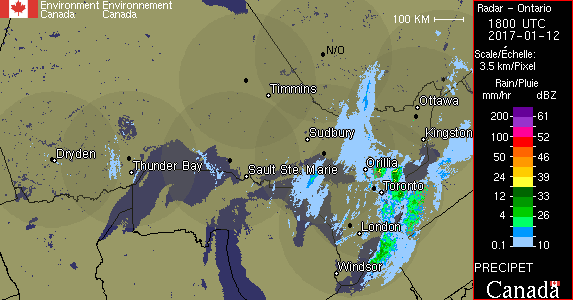 Environment Environnement
Canada Canada
Radar - Ontario
1800 UTC
2017-01-12
100 KM
N/O
Scale/Échelle:
3.5 km/Pixel
Timmins
Rain/Pluie
mm/hr dBZ
Ottawa
200 61
100 52
50 46
24 39
12 33
4 26
0.1 10
Sudbury
Kingston
Dryden
Thunder Bay
Sault Ste. Marie
Orillia
Toronto
London
Windsor
PRECIPET
Canada